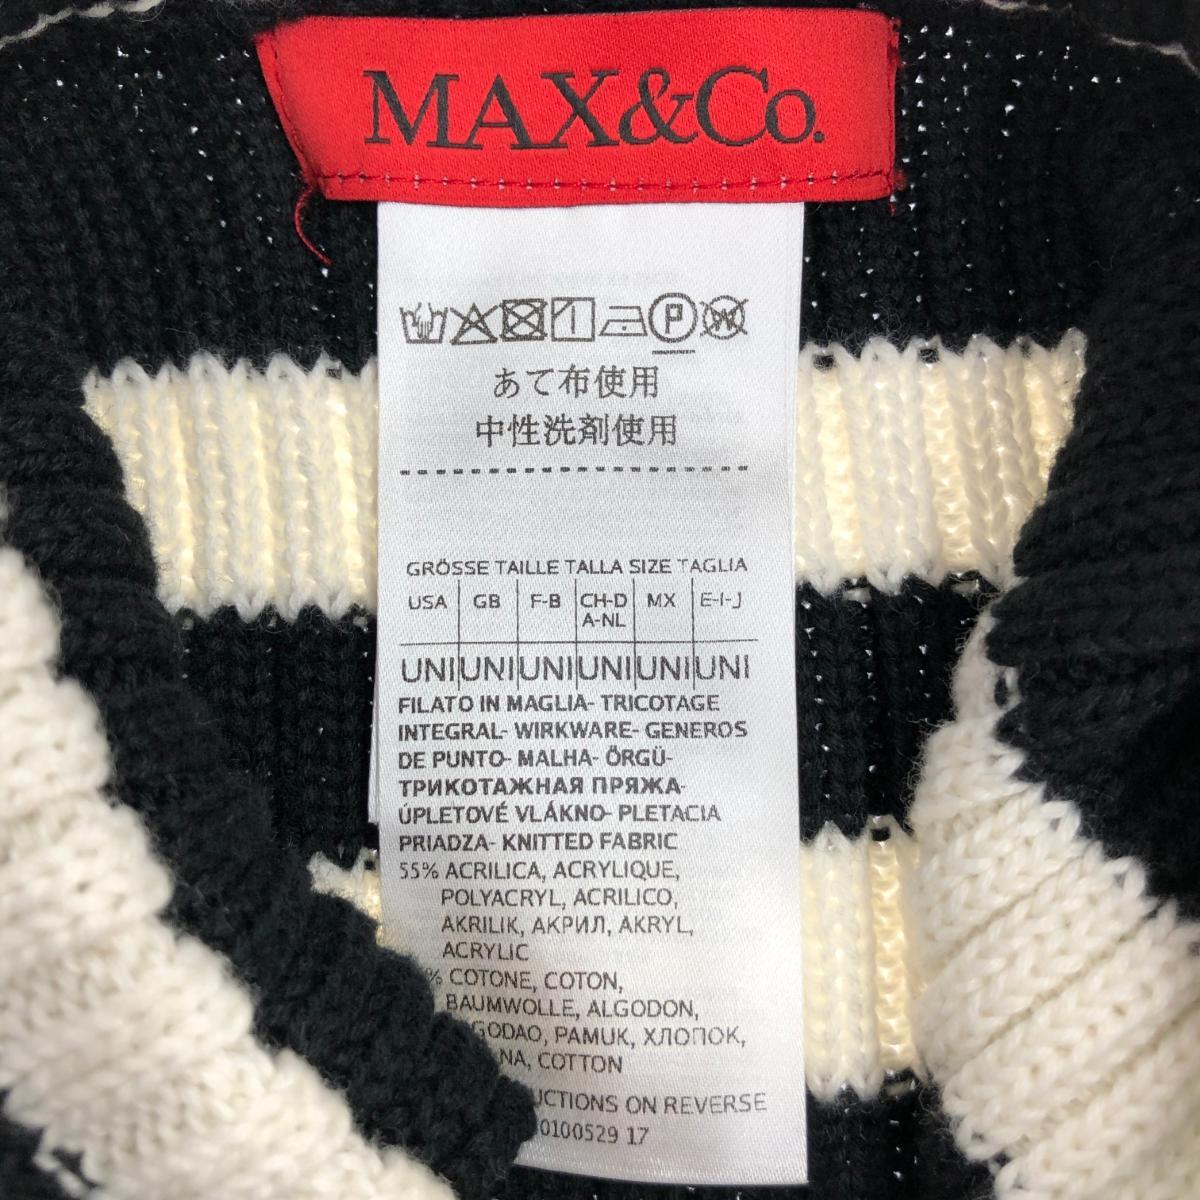 MAX&Co.
P W
あて布使用
中性洗剤使用
GRÖSSE TAILLE TALLA SIZE TAGLIA
USA GB F-B CH-D MX E-I-J
A-NL
UNI UNI UNI UNI UNI UNI
FILATO IN MAGLIA- TRICOTAGE
INTEGRAL- WIRKWARE- GENEROS
DE PUNTO- MALHA- ÖRGÜ-
ТРИКОТАЖНАЯ ПРЯЖА-
ÚPLETOVÉ VLÁKNO- PLETACIA
PRIADZA- KNITTED FABRIC
55% ACRILICA, ACRYLIQUE,
POLYACRYL, ACRILICO,
AKRILIK, АКРИЛ, AKRYL,
ACRYLIC
% COTONE, COTON,
BAUMWOLLE, ALGODON,
PAMUK, ХЛОПОК,
COTTON
ON REVERSE
17